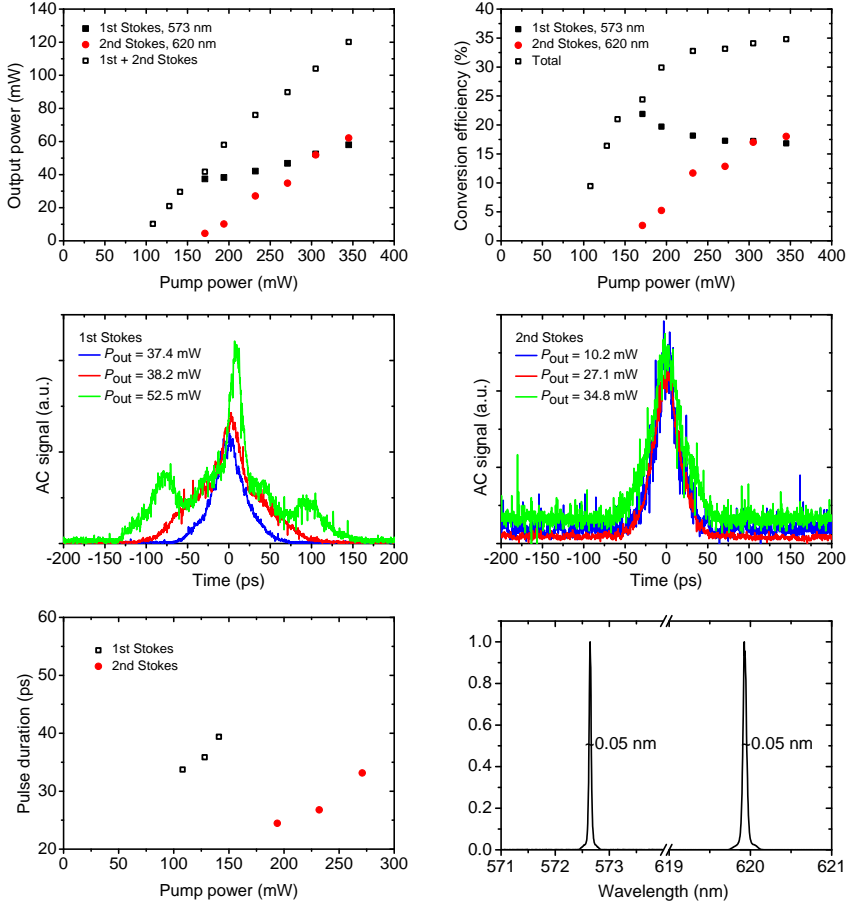 140
120
100
80
60
40
20
0
Output power (mW)
1st Stokes, 573 nm
2nd Stokes, 620 nm
1st + 2nd Stokes
0 50 100 150 200 250 300 350 400
Pump power (mW)
40
35
30
25
20
15
10
5
0
Conversion efficiency (%)
1st Stokes, 573 nm
2nd Stokes, 620 nm
Total
0 50 100 150 200 250 300 350 400
Pump power (mW)
AC signal (a.u.)
1st Stokes
Pout = 37.4 mW
Pout = 38.2 mW
Pout = 52.5 mW
-200 -150 -100 -50 0 50 100 150 200
Time (ps)
AC signal (a.u.)
2nd Stokes
Pout = 10.2 mW
Pout = 27.1 mW
Pout = 34.8 mW
-200 -150 -100 -50 0 50 100 150 200
Time (ps)
60
50
40
30
20
Pulse duration (ps)
1st Stokes
2nd Stokes
0 50 100 150 200 250 300
Pump power (mW)
1.0
0.8
0.6
0.4
0.2
0.0
~0.05 nm
~0.05 nm
571 572 573 619 620 621
Wavelength (nm)